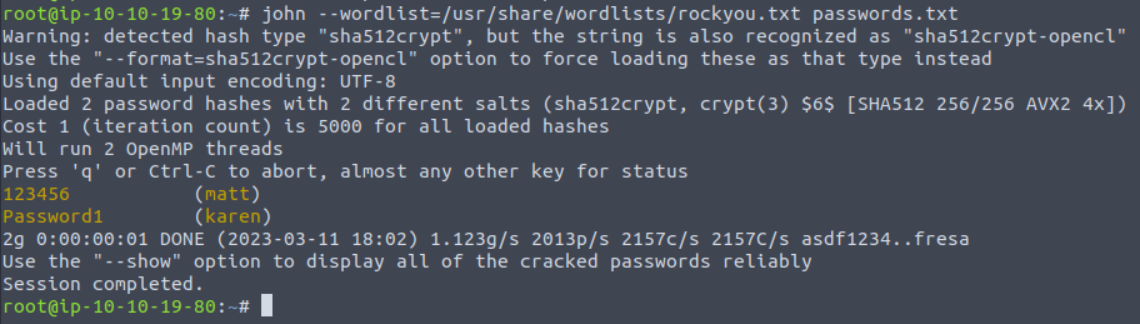 root@ip-10-10-19-80:~# john --wordlist=/usr/share/wordlists/rockyou.txt passwords.txt
Warning: detected hash type "sha512crypt", but the string is also recognized as "sha512crypt-opencl"
Use the "--format=sha512crypt-opencl" option to force loading these as that type instead
Using default input encoding: UTF-8
Loaded 2 password hashes with 2 different salts (sha512crypt, crypt(3) $6$ [SHA512 256/256 AVX2 4x])
Cost 1 (iteration count) is 5000 for all loaded hashes
Will run 2 OpenMP threads
Press 'q' or Ctrl-C to abort, almost any other key for status
123456           (matt)
Password1        (karen)
2g 0:00:00:01 DONE (2023-03-11 18:02) 1.123g/s 2013p/s 2157c/s 2157C/s asdf1234..fresa
Use the "--show" option to display all of the cracked passwords reliably
Session completed.
root@ip-10-10-19-80:~#